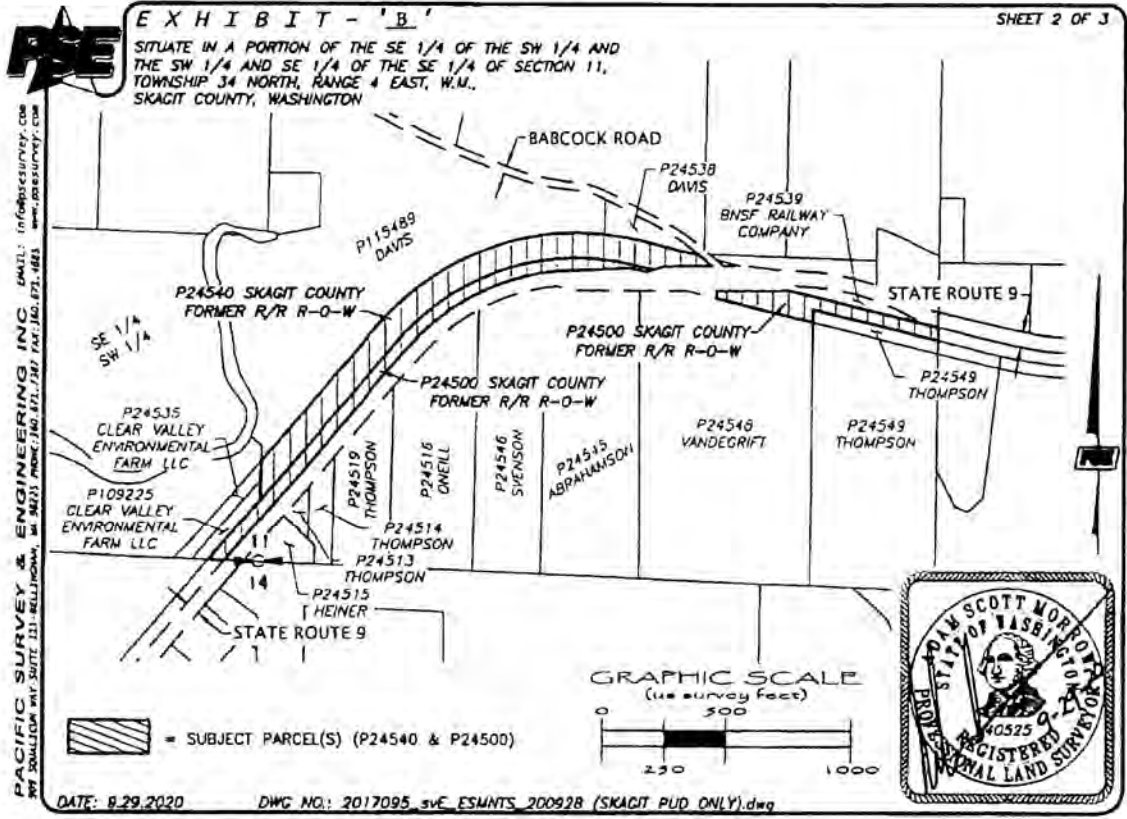 EXHIBIT - 'B'
SHEET 2 OF 3
PSE
SITUATE IN A PORTION OF THE SE 1/4 OF THE SW 1/4 AND
THE SW 1/4 AND SE 1/4 OF THE SE 1/4 OF SECTION 11,
TOWNSHIP 34 NORTH, RANGE 4 EAST, W.M.,
SKAGIT COUNTY, WASHINGTON
BABCOCK ROAD
P24538
DAVIS
P24539
BNSF RAILWAY
COMPANY
P115489
DAVIS
P24540 SKAGIT COUNTY
FORMER R/R R-O-W
STATE ROUTE 9
P24500 SKAGIT COUNTY
FORMER R/R R-O-W
SE 1/4
SW 1/4
P24500 SKAGIT COUNTY
FORMER R/R R-O-W
P24549
THOMPSON
P24535
CLEAR VALLEY
ENVIRONMENTAL
FARM LLC
P24519
THOMPSON
P24516
ONEILL
P24546
SVENSON
P24545
ABRAHAMSON
P24548
VANDEGRIFT
P24549
THOMPSON
P109225
CLEAR VALLEY
ENVIRONMENTAL
FARM LLC
P24514
THOMPSON
P24513
THOMPSON
P24515
HEINER
11
14
STATE ROUTE 9
GRAPHIC SCALE
(us survey feet)
0 500
250 1000
= SUBJECT PARCEL(S) (P24540 & P24500)
ADAM SCOTT MORROW
STATE OF WASHINGTON
40525
REGISTERED
PROFESSIONAL LAND SURVEYOR
DATE: 9.29.2020
DWG NO.: 2017095_SVE_ESMNTS_200928 (SKAGIT PUD ONLY).dwg
PACIFIC SURVEY & ENGINEERING INC
EMAIL: info@psesurvey.com
www.psesurvey.com